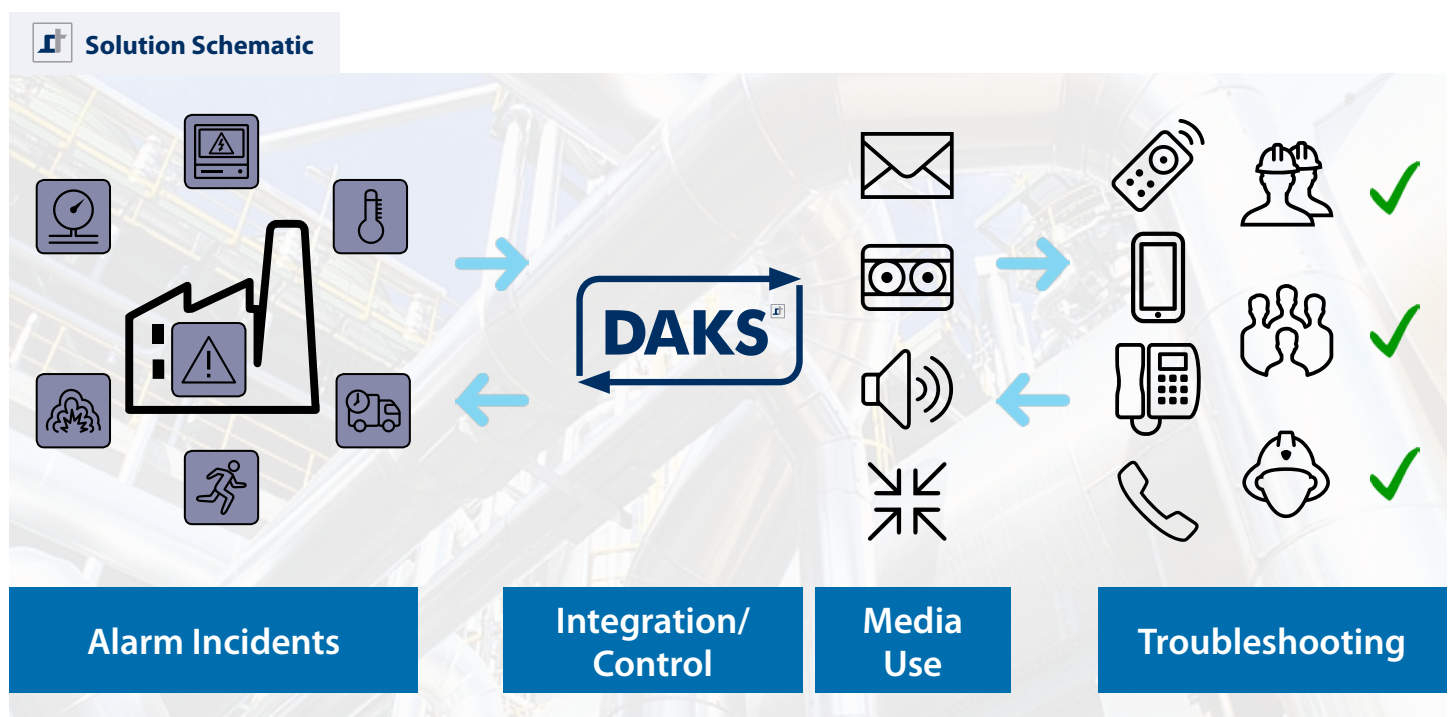 Solution Schematic
DAKS
Alarm Incidents
Integration/
Control
Media
Use
Troubleshooting